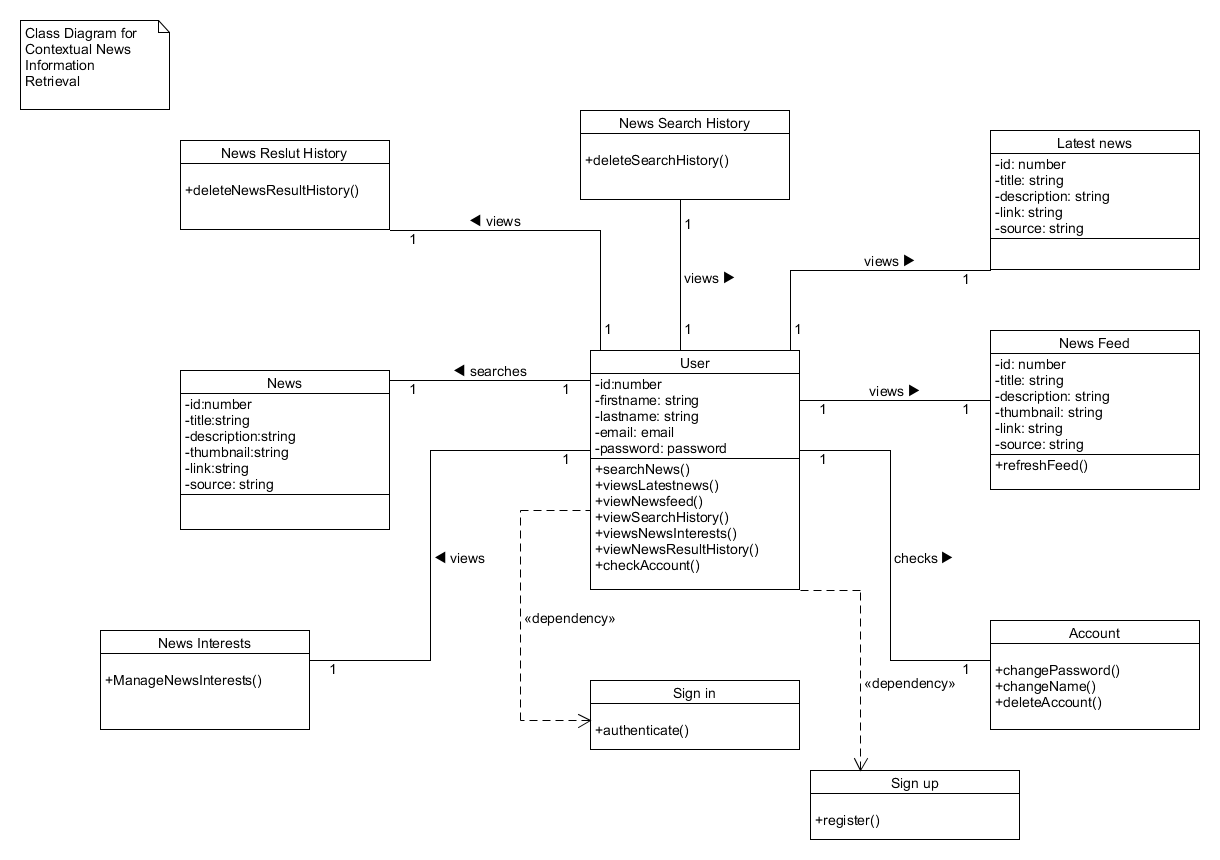 Class Diagram for
Contextual News
Information
Retrieval
News Search History
+deleteSearchHistory()
News Reslut History
+deleteNewsResultHistory()
Latest news
-id: number
-title: string
-description: string
-link: string
-source: string
◀ views
1
1
1
views ▶
1
views ▶
1
1
News Feed
-id: number
-title: string
-description: string
-thumbnail: string
-link: string
-source: string
+refreshFeed()
User
-id:number
-firstname: string
-lastname: string
-email: email
-password: password
+searchNews()
+viewsLatestnews()
+viewNewsfeed()
+viewSearchHistory()
+viewsNewsInterests()
+viewNewsResultHistory()
+checkAccount()
◀ searches
1
1
views ▶
1
1
News
-id:number
-title:string
-description:string
-thumbnail:string
-link:string
-source: string
1
1
◀ views
checks ▶
«dependency»
News Interests
+ManageNewsInterests()
1
Account
+changePassword()
+changeName()
+deleteAccount()
1
«dependency»
Sign in
+authenticate()
Sign up
+register()